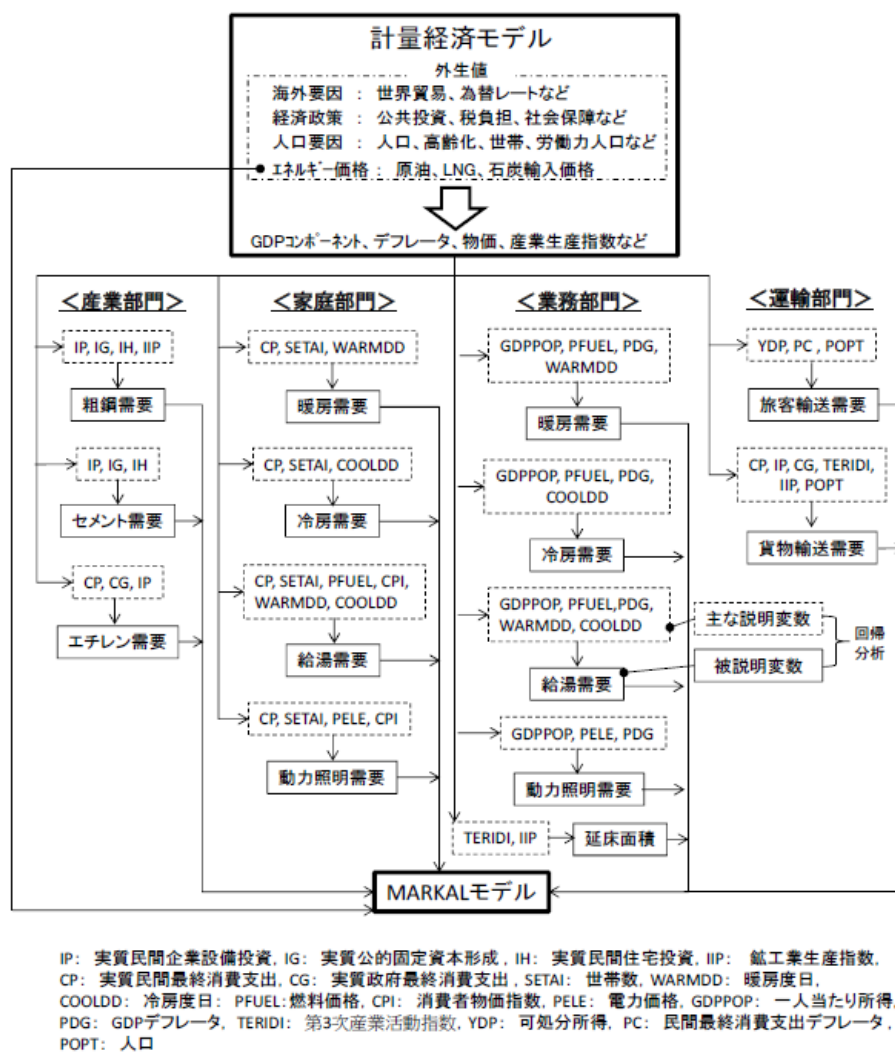 計量経済モデル
外生値
海外要因 : 世界貿易、為替レートなど
経済政策 : 公共投資、税負担、社会保障など
人口要因 : 人口、高齢化、世帯、労働力人口など
エネルギー価格 : 原油、LNG、石炭輸入価格
GDPコンポーネント、デフレータ、物価、産業生産指数など
<産業部門>
IP, IG, IH, IIP
粗鋼需要
IP, IG, IH
セメント需要
CP, CG, IP
エチレン需要
<家庭部門>
CP, SETAI, WARMDD
暖房需要
CP, SETAI, COOLDD
冷房需要
CP, SETAI, PFUEL, CPI,
WARMDD, COOLDD
給湯需要
CP, SETAI, PELE, CPI
動力照明需要
<業務部門>
GDPPOP, PFUEL, PDG,
WARMDD
暖房需要
GDPPOP, PFUEL, PDG,
COOLDD
冷房需要
GDPPOP, PFUEL,PDG,
WARMDD, COOLDD
給湯需要
GDPPOP, PELE, PDG
動力照明需要
TERIDI, IIP
延床面積
<運輸部門>
YDP, PC , POPT
旅客輸送需要
CP, IP, CG, TERIDI,
IIP, POPT
貨物輸送需要
主な説明変数
被説明変数
回帰
分析
MARKALモデル
IP: 実質民間企業設備投資, IG: 実質公的固定資本形成, IH: 実質民間住宅投資, IIP: 鉱工業生産指数,
CP: 実質民間最終消費支出, CG: 実質政府最終消費支出, SETAI: 世帯数, WARMDD: 暖房度日,
COOLDD: 冷房度日: PFUEL:燃料価格, CPI: 消費者物価指数, PELE: 電力価格, GDPPOP: 一人当たり所得,
PDG: GDPデフレータ, TERIDI: 第3次産業活動指数, YDP: 可処分所得, PC: 民間最終消費支出デフレータ,
POPT: 人口